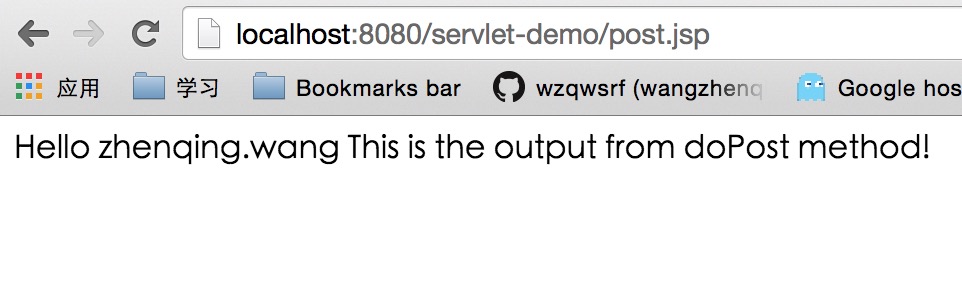 localhost:8080/servlet-demo/post.jsp
应用 学习 Bookmarks bar wzqwsrf (wangzhenq Google hos
Hello zhenqing.wang This is the output from doPost method!